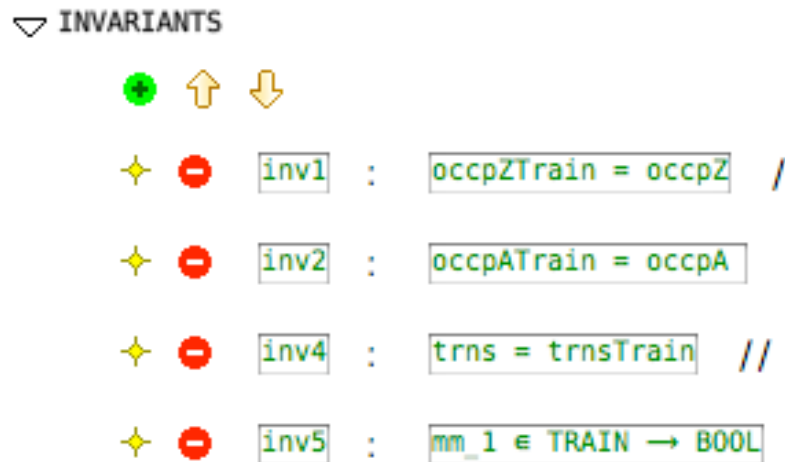 INVARIANTS
inv1 : occpZTrain = occpZ /
inv2 : occpATrain = occpA
inv4 : trns = trnsTrain //
inv5 : mm_1 ∈ TRAIN → BOOL